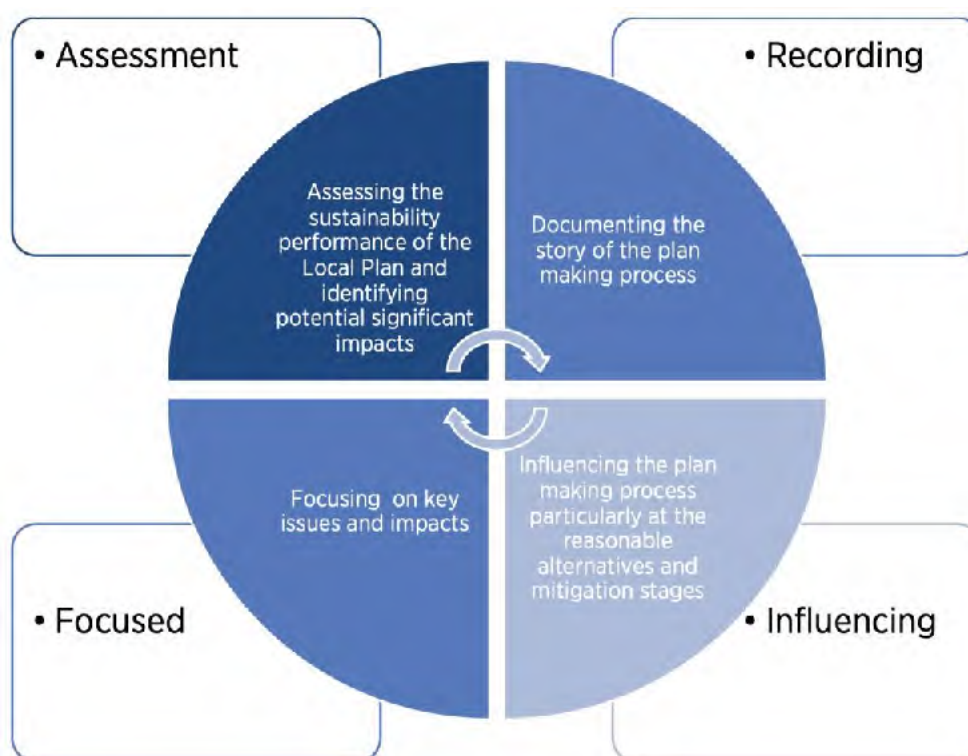 • Assessment
Assessing the
sustainability
performance of the
Local Plan and
identifying
potential significant
impacts
• Recording
Documenting the
story of the plan
making process
• Focused
Focusing on key
issues and impacts
• Influencing
Influencing the plan
making process
particularly at the
reasonable
alternatives and
mitigation stages